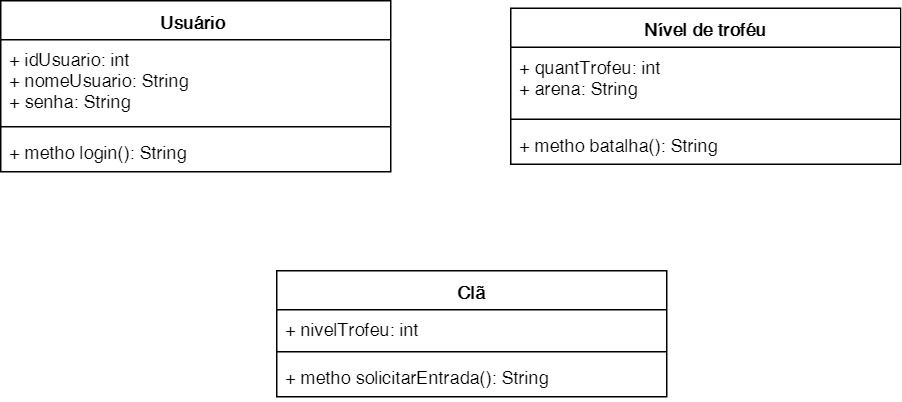 Usuário
+ idUsuario: int
+ nomeUsuario: String
+ senha: String
+ metho login(): String
Nível de troféu
+ quantTrofeu: int
+ arena: String
+ metho batalha(): String
Clã
+ nivelTrofeu: int
+ metho solicitarEntrada(): String